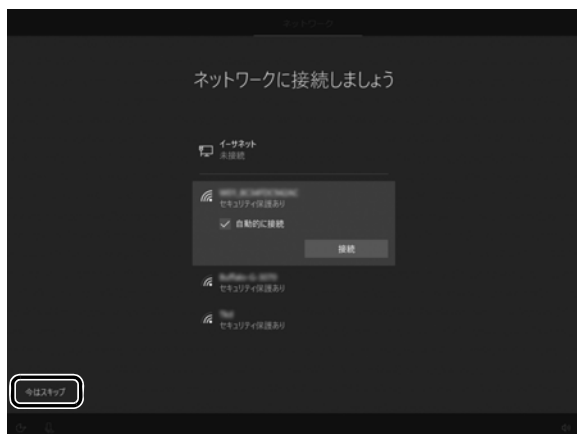 ネットワーク
ネットワークに接続しましょう
イーサネット
未接続
セキュリティ保護あり
自動的に接続
接続
セキュリティ保護あり
セキュリティ保護あり
今はスキップ